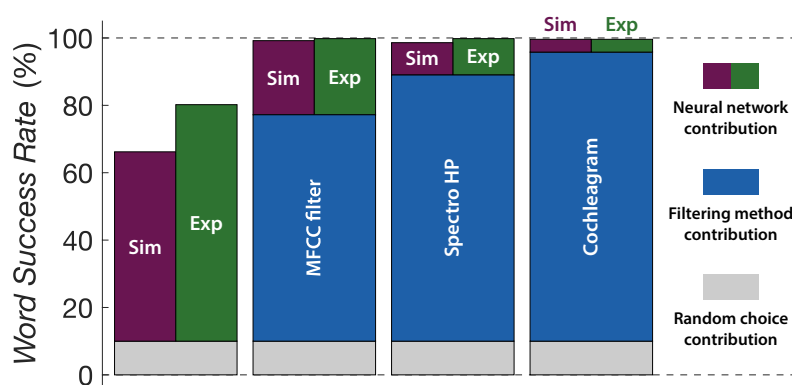 Word Success Rate (%)
100
80
60
40
20
0
Sim
Exp
Sim
Exp
MFCC filter
Sim
Exp
Spectro HP
Sim
Exp
Cochleagram
Neural network
contribution
Filtering method
contribution
Random choice
contribution